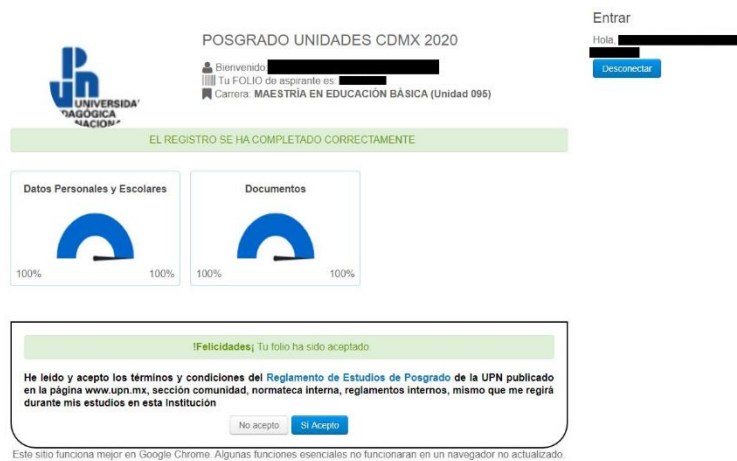 POSGRADO UNIDADES CDMX 2020
Bienvenido:
Tu FOLIO de aspirante es:
Carrera: MAESTRÍA EN EDUCACIÓN BÁSICA (Unidad 095)
UNIVERSIDA
DAGÓGICA
NACION
Entrar
Hola,
Desconectar
EL REGISTRO SE HA COMPLETADO CORRECTAMENTE
Datos Personales y Escolares
100% 100%
Documentos
100% 100%
!Felicidades¡ Tu folio ha sido aceptado.
He leído y acepto los términos y condiciones del Reglamento de Estudios de Posgrado de la UPN publicado
en la página www.upn.mx, sección comunidad, normateca interna, reglamentos internos, mismo que me regirá
durante mis estudios en esta Institución
No acepto
Sí Acepto
Este sitio funciona mejor en Google Chrome. Algunas funciones esenciales no funcionaran en un navegador no actualizado.